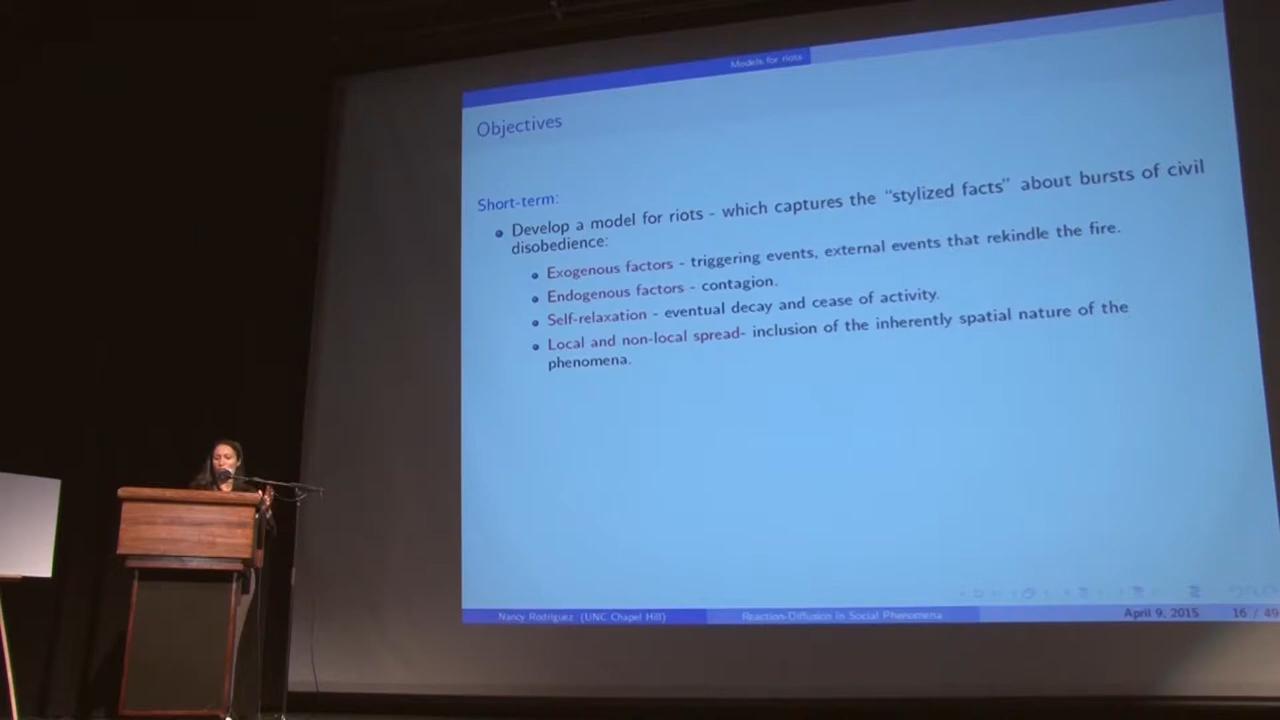 Models for riots
Objectives
Short-term:
Develop a model for riots - which captures the “stylized facts” about bursts of civil
disobedience:
Exogenous factors - triggering events, external events that rekindle the fire.
Endogenous factors - contagion.
Self-relaxation - eventual decay and cease of activity.
Local and non-local spread- inclusion of the inherently spatial nature of the
phenomena.
Nancy Rodriguez (UNC Chapel Hill) Reaction-Diffusion in Social Phenomena April 9, 2015 16 / 49